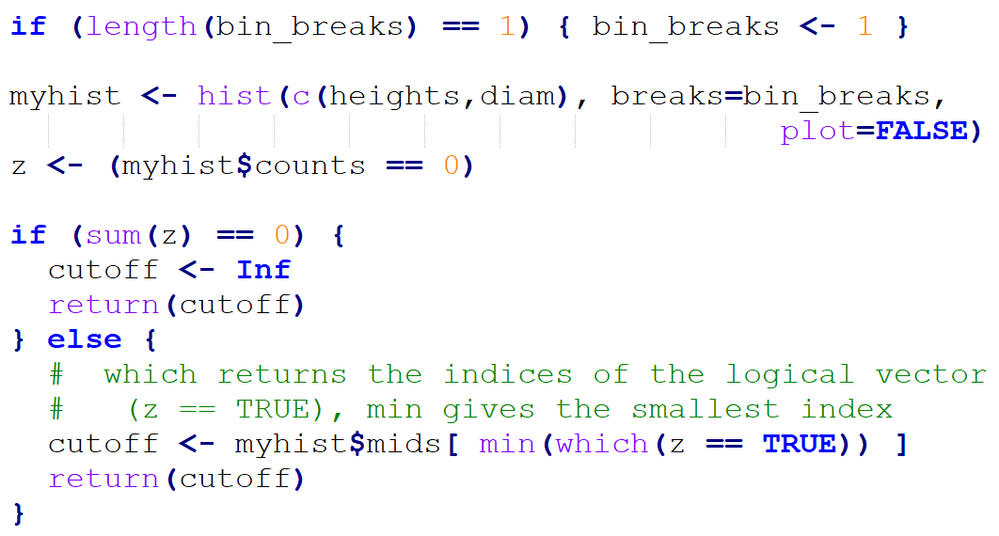 if (length(bin_breaks) == 1) { bin_breaks <- 1 }
myhist <- hist(c(heights,diam), breaks=bin_breaks,
plot=FALSE)
z <- (myhist$counts == 0)
if (sum(z) == 0) {
cutoff <- Inf
return(cutoff)
} else {
#  which returns the indices of the logical vector
#   (z == TRUE), min gives the smallest index
cutoff <- myhist$mids[ min(which(z == TRUE)) ]
return(cutoff)
}